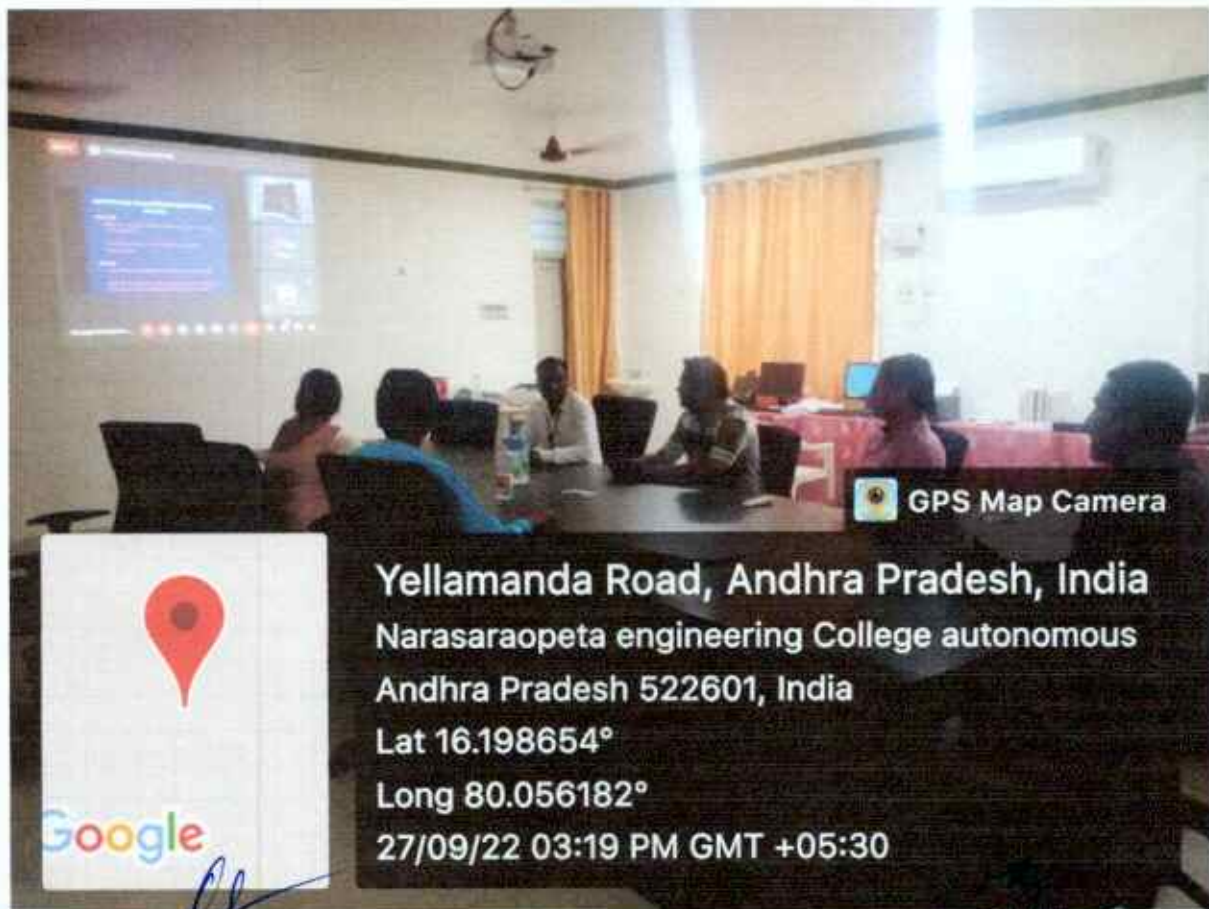 GPS Map Camera
Yellamanda Road, Andhra Pradesh, India
Narasaraopeta engineering College autonomous
Andhra Pradesh 522601, India
Lat 16.198654°
Long 80.056182°
27/09/22 03:19 PM GMT +05:30
Google